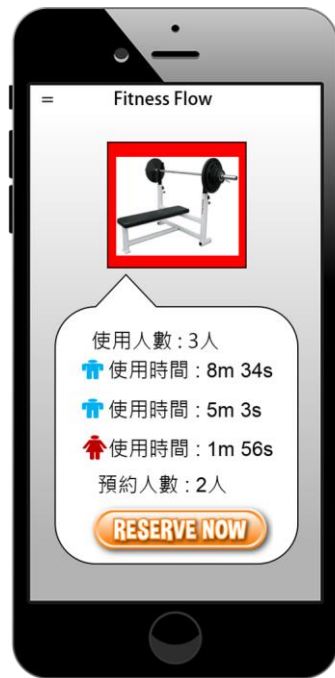 Fitness Flow
使用人數 : 3人
使用時間 : 8m 34s
使用時間 : 5m 3s
使用時間 : 1m 56s
預約人數 : 2人
RESERVE NOW